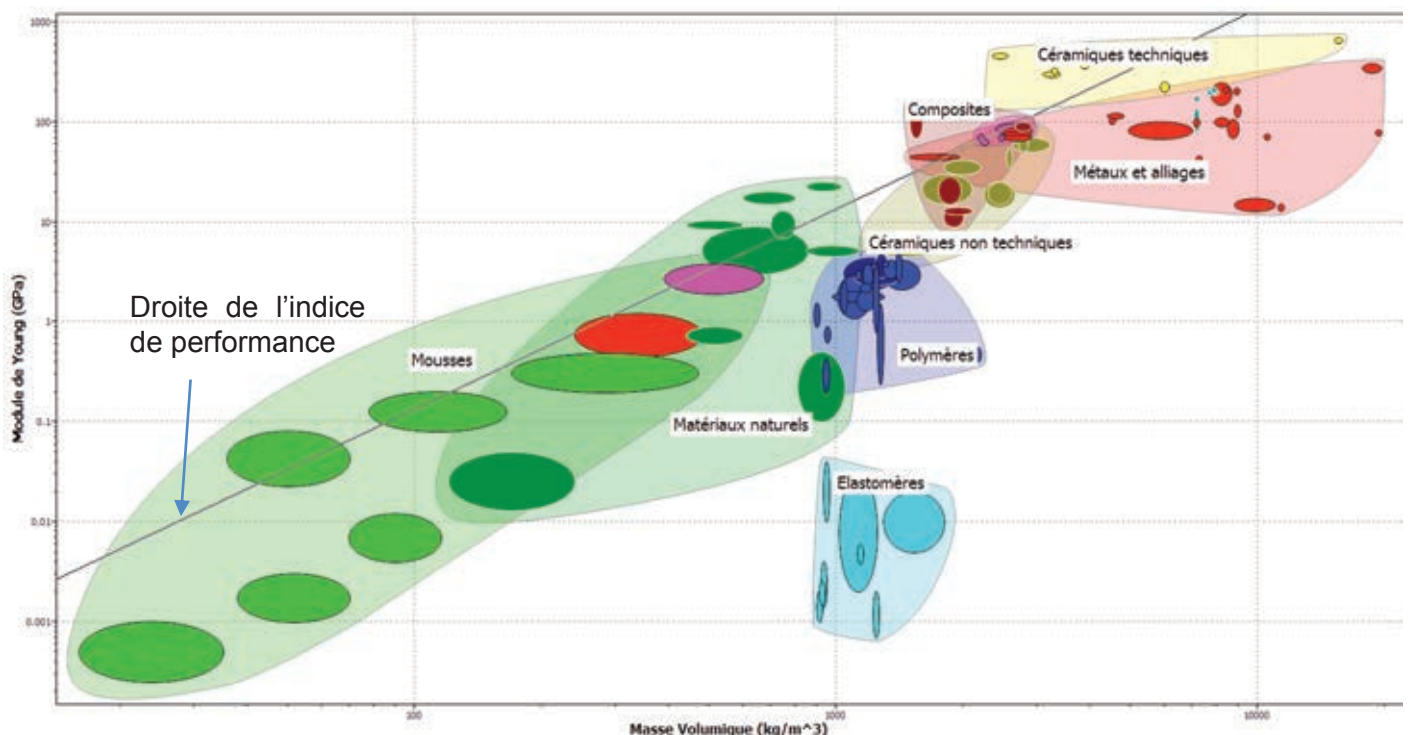 1000
Céramiques techniques
Composites
100
Métaux et alliages
10
Céramiques non techniques
Droite de l’indice
de performance
1
Mousses
Polymères
0.1
Matériaux naturels
Elastomères
0.01
0.001
Module de Young (GPa)
100
1000
10000
Masse Volumique (kg/m^3)